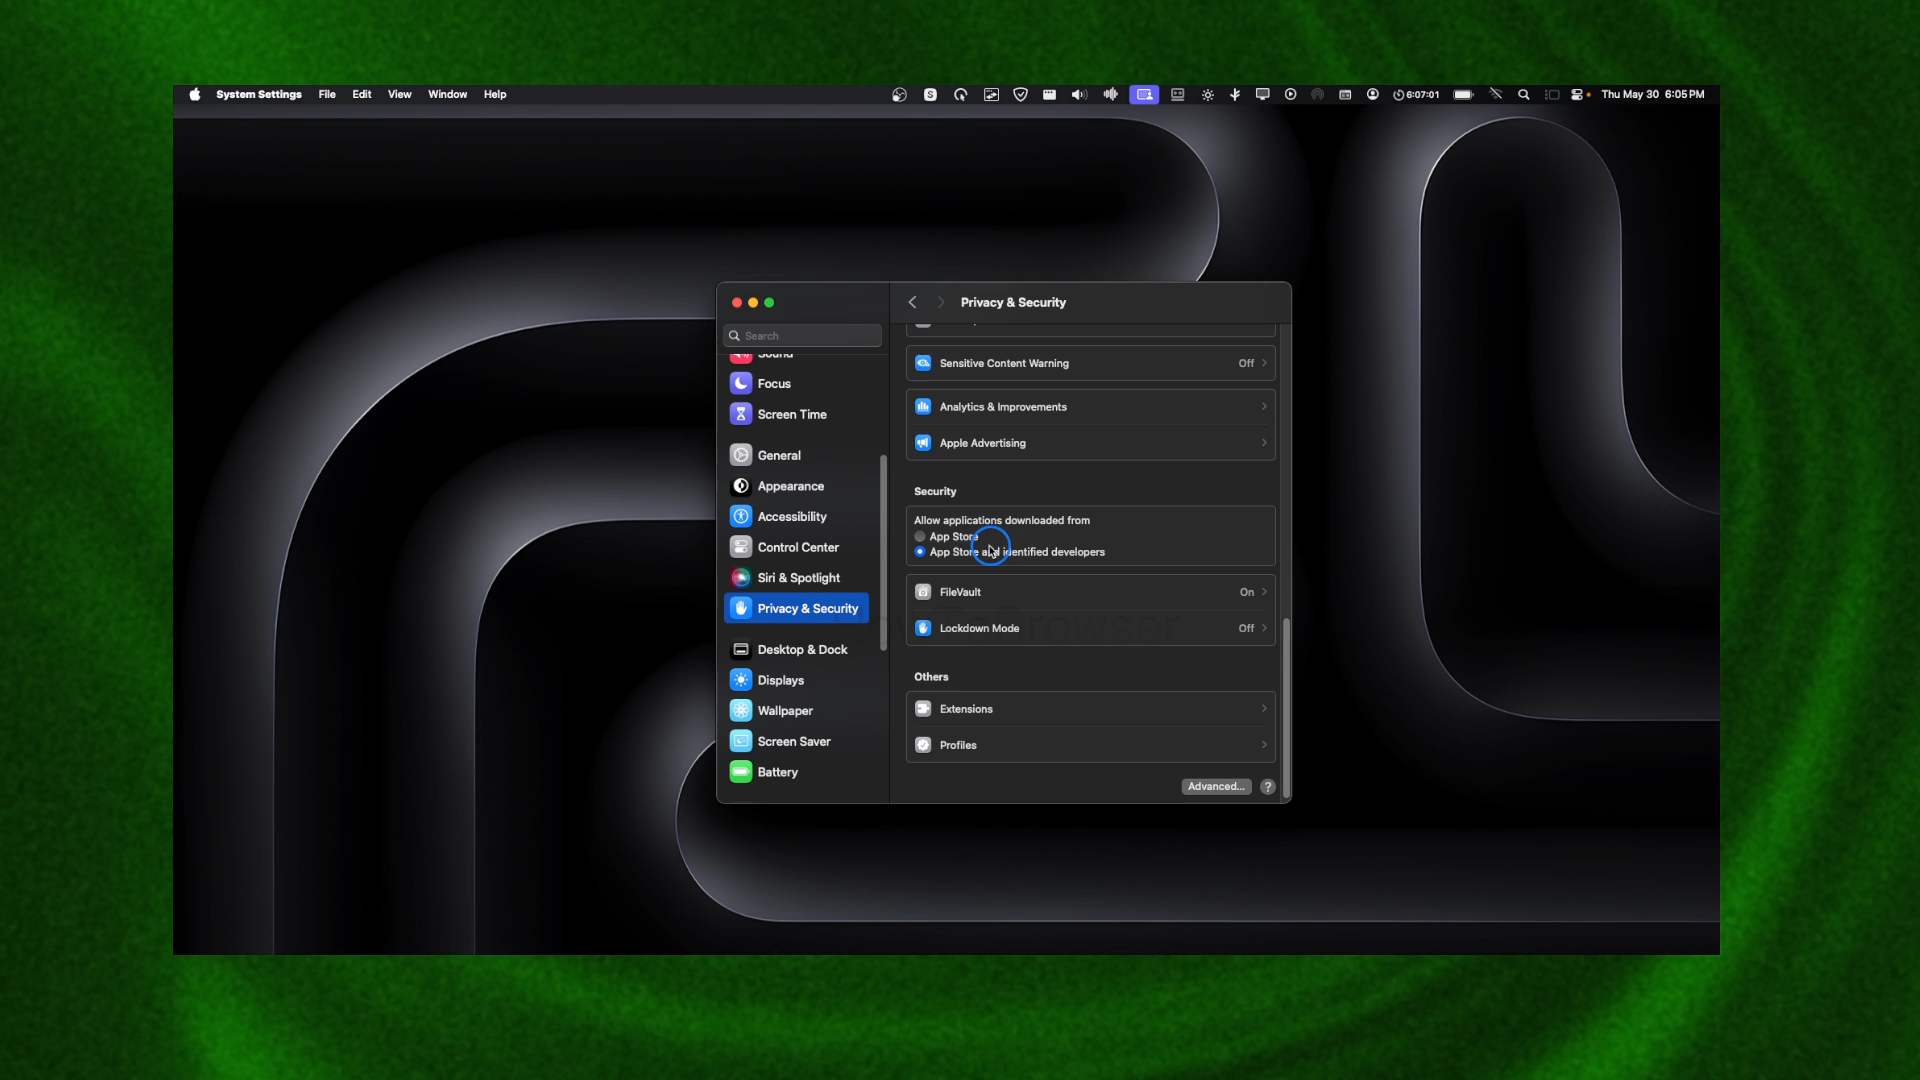 System Settings File Edit View Window Help
S
6:07:01
Thu May 30 6:05 PM
Privacy & Security
Search
Sound
Focus
Screen Time
General
Appearance
Accessibility
Control Center
Siri & Spotlight
Privacy & Security
Desktop & Dock
Displays
Wallpaper
Screen Saver
Battery
Sensitive Content Warning Off
Analytics & Improvements
Apple Advertising
Security
Allow applications downloaded from
App Store
App Store and identified developers
FileVault On
Lockdown Mode Off
Others
Extensions
Profiles
Advanced... ?